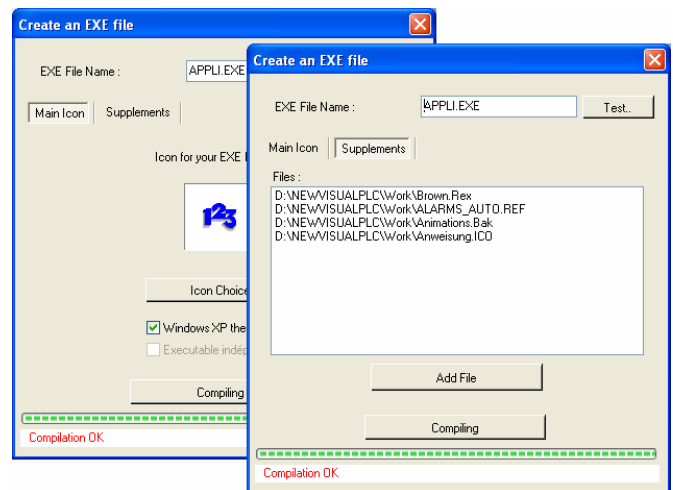 Create an EXE file
EXE File Name :
APPLI.EXE
Main Icon
Supplements
Icon for your EXE
123
Icon Choice
Windows XP the
Executable indép
Compiling
Compilation OK
Create an EXE file
EXE File Name :
APPLI.EXE
Test..
Main Icon
Supplements
Files :
D:\NEWVISUALPLC\Work\Brown.Rex
D:\NEWVISUALPLC\Work\ALARMS_AUTO.REF
D:\NEWVISUALPLC\Work\Animations.Bak
D:\NEWVISUALPLC\Work\Anweisung.ICO
Add File
Compiling
Compilation OK